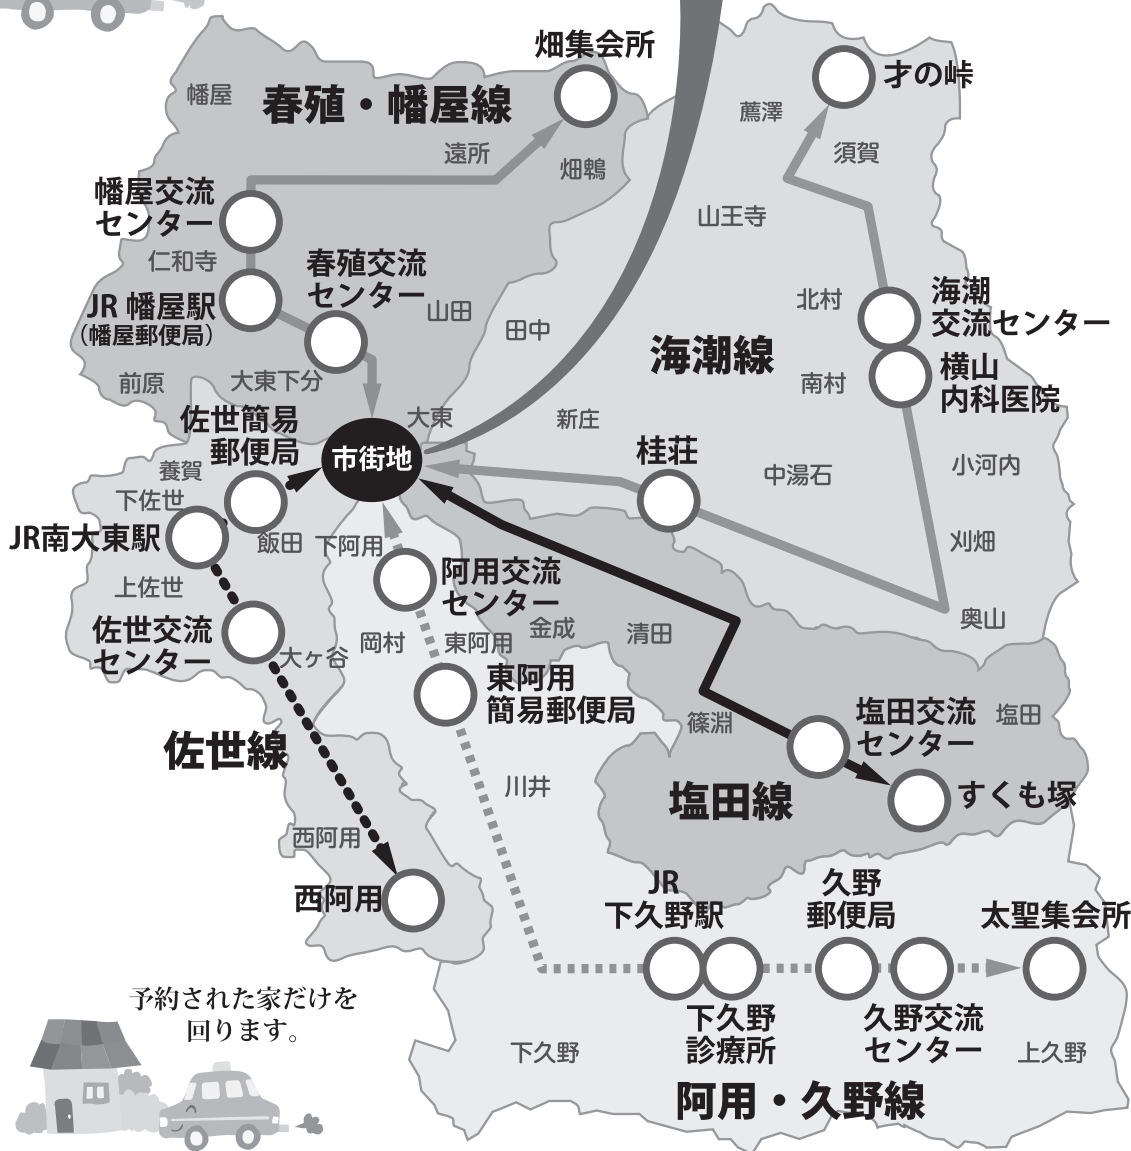 畑集会所
才の峠
幡屋
春殖・幡屋線
薦澤
遠所
須賀
畑鵯
幡屋交流
センター
山王寺
仁和寺
春殖交流
センター
JR 幡屋駅
(幡屋郵便局)
山田
田中
北村
海潮
交流センター
海潮線
横山
内科医院
前原
大東下分
南村
佐世簡易
郵便局
大東
新庄
市街地
桂荘
養賀
中湯石
小河内
下佐世
JR南大東駅
飯田
下阿用
刈畑
阿用交流
センター
上佐世
奥山
佐世交流
センター
大ヶ谷
岡村
東阿用
金成
清田
東阿用
簡易郵便局
篠淵
塩田交流
センター
塩田
佐世線
川井
塩田線
すくも塚
西阿用
西阿用
JR
下久野駅
久野
郵便局
太聖集会所
予約された家だけを
回ります。
下久野
診療所
久野交流
センター
下久野
上久野
阿用・久野線